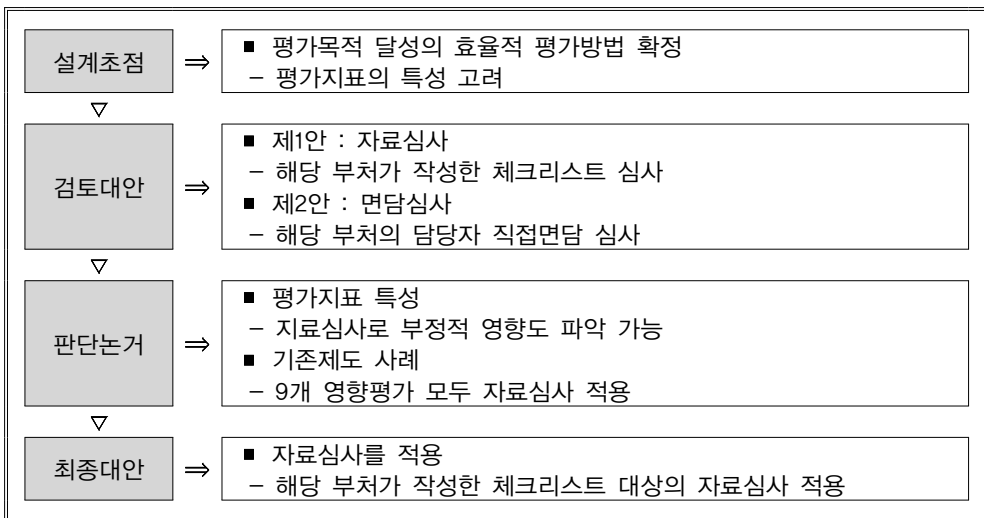 설계초점
⇒
■ 평가목적 달성의 효율적 평가방법 확정
- 평가지표의 특성 고려
▽
검토대안
⇒
■ 제1안 : 자료심사
- 해당 부처가 작성한 체크리스트 심사
■ 제2안 : 면담심사
- 해당 부처의 담당자 직접면담 심사
▽
판단논거
⇒
■ 평가지표 특성
- 지료심사로 부정적 영향도 파악 가능
■ 기존제도 사례
- 9개 영향평가 모두 자료심사 적용
▽
최종대안
⇒
■ 자료심사를 적용
- 해당 부처가 작성한 체크리스트 대상의 자료심사 적용